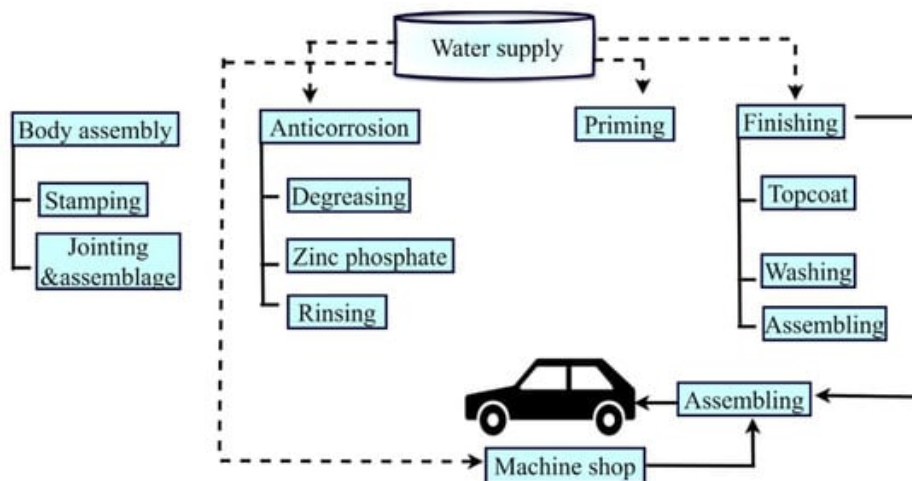 Water supply
Body assembly
Stamping
Jointing
&assemblage
Anticorrosion
Degreasing
Zinc phosphate
Rinsing
Priming
Finishing
Topcoat
Washing
Assembling
Assembling
Machine shop